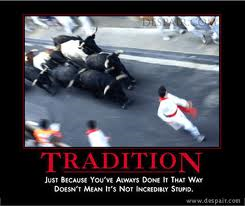 TRADITION
JUST BECAUSE YOU'VE ALWAYS DONE IT THAT WAY
DOESN'T MEAN IT'S NOT INCREDIBLY STUPID.
www.despair.com